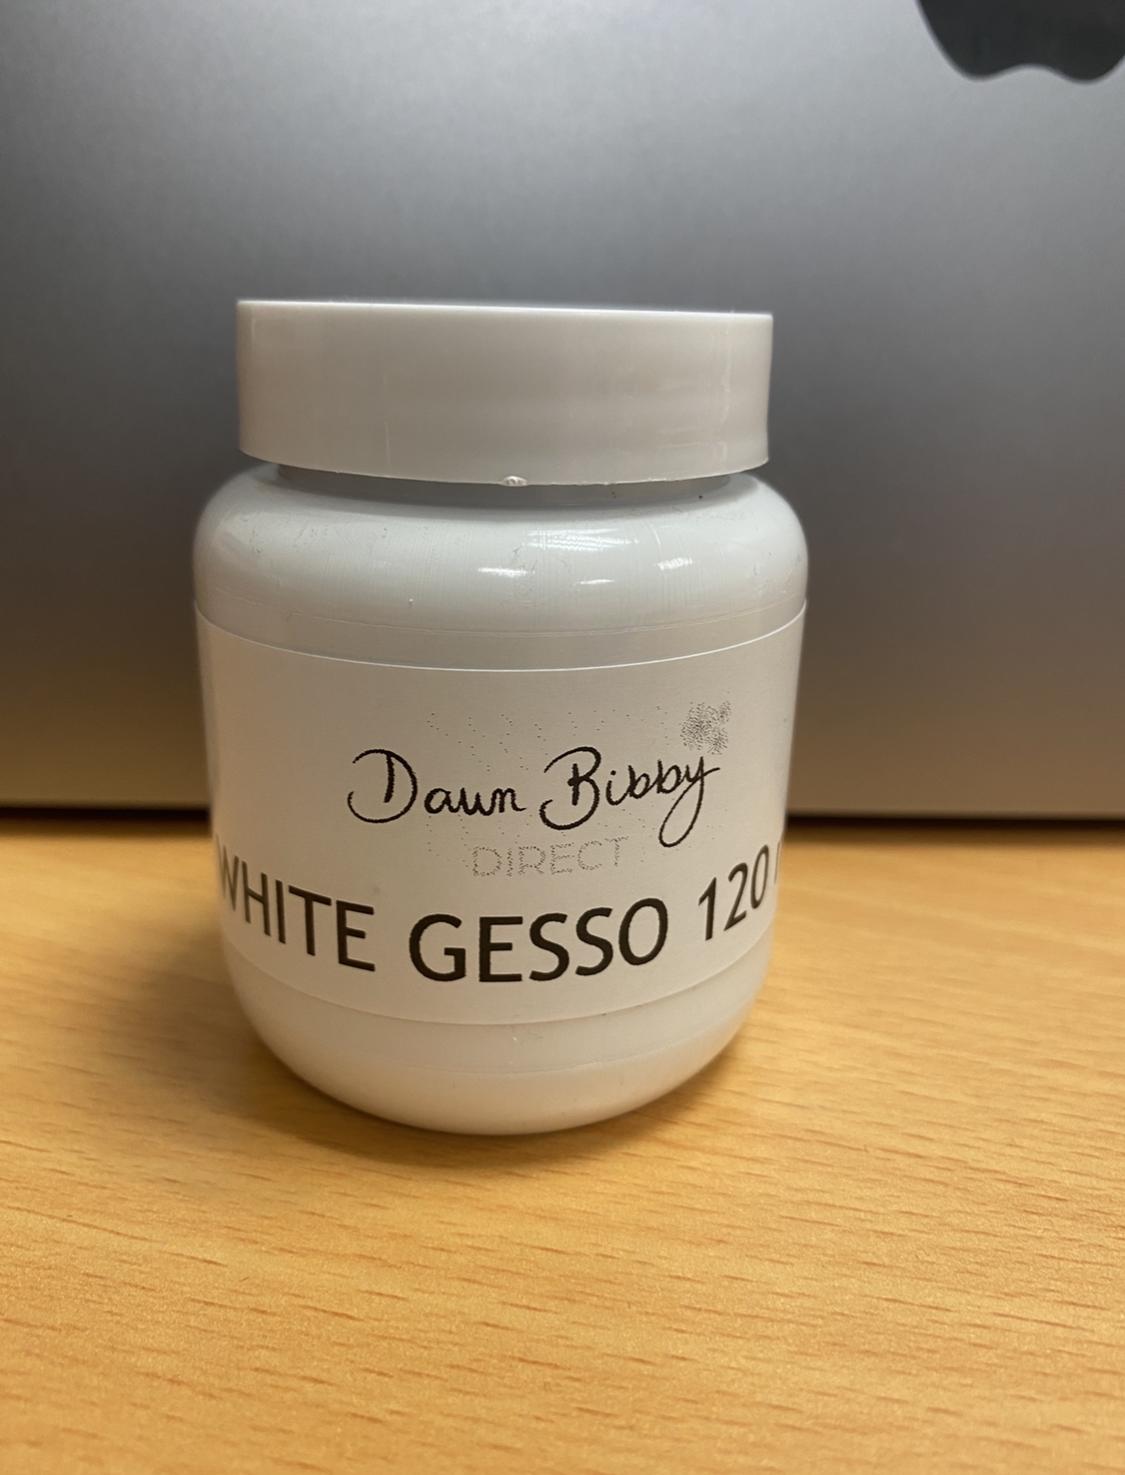 Dawn Bibby
DIRECT
WHITE GESSO 120